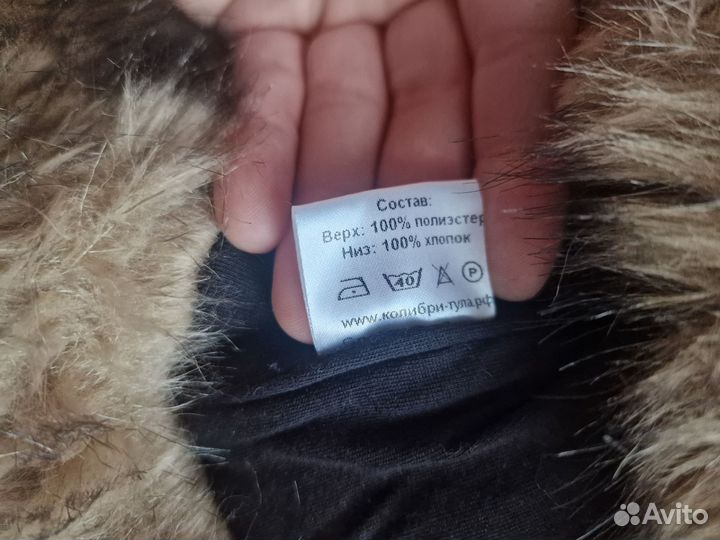 Состав:
Верх: 100% полиэстер
Низ: 100% хлопок
40 P
www.колибри-тула.рф
Avito